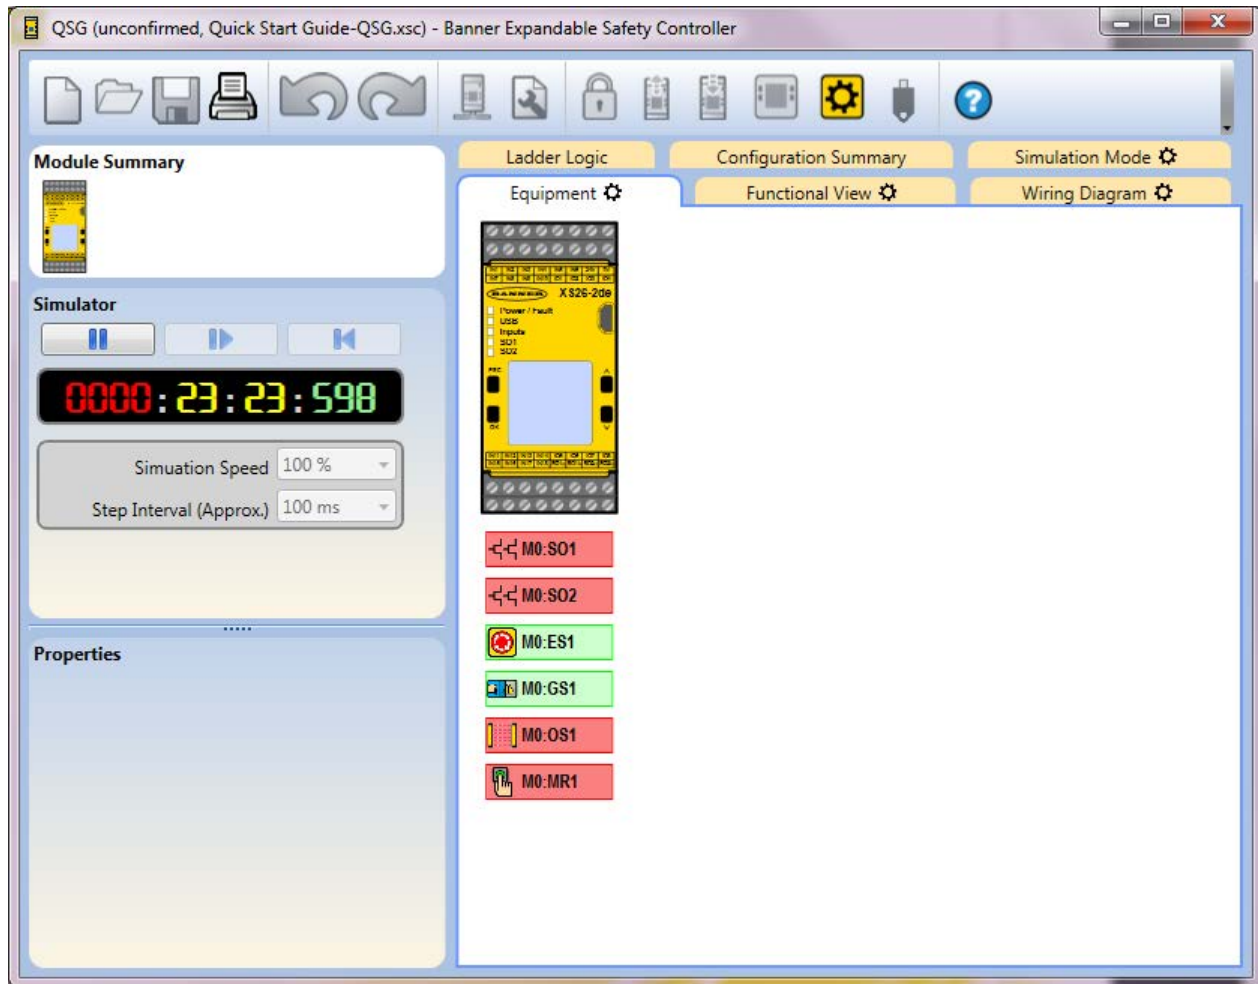 QSG (unconfirmed, Quick Start Guide-QSG.xsc) - Banner Expandable Safety Controller
Module Summary
Simulator
0000:23:23:598
Simuation Speed 100 %
Step Interval (Approx.) 100 ms
Properties
Ladder Logic Configuration Summary Simulation Mode
Equipment Functional View Wiring Diagram
BANNER XS26-2de
Power / Fault
USB
Inputs
SO1
SO2
OK
M0:SO1
M0:SO2
M0:ES1
M0:GS1
M0:OS1
M0:MR1